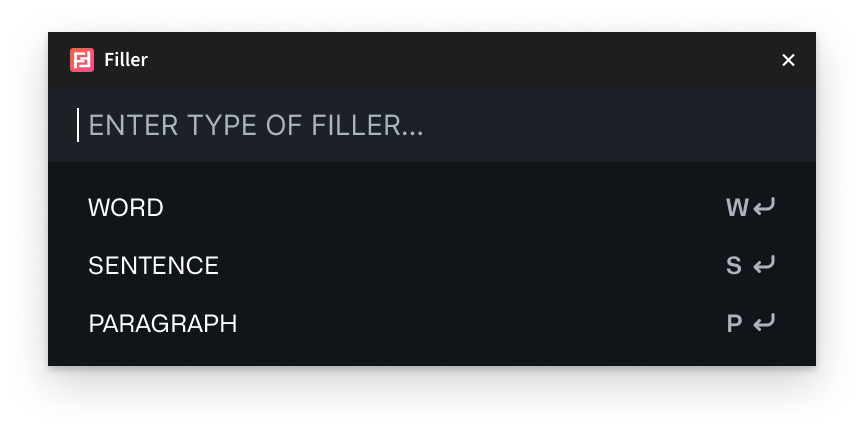 Filler
ENTER TYPE OF FILLER...
WORD W
SENTENCE S
PARAGRAPH P